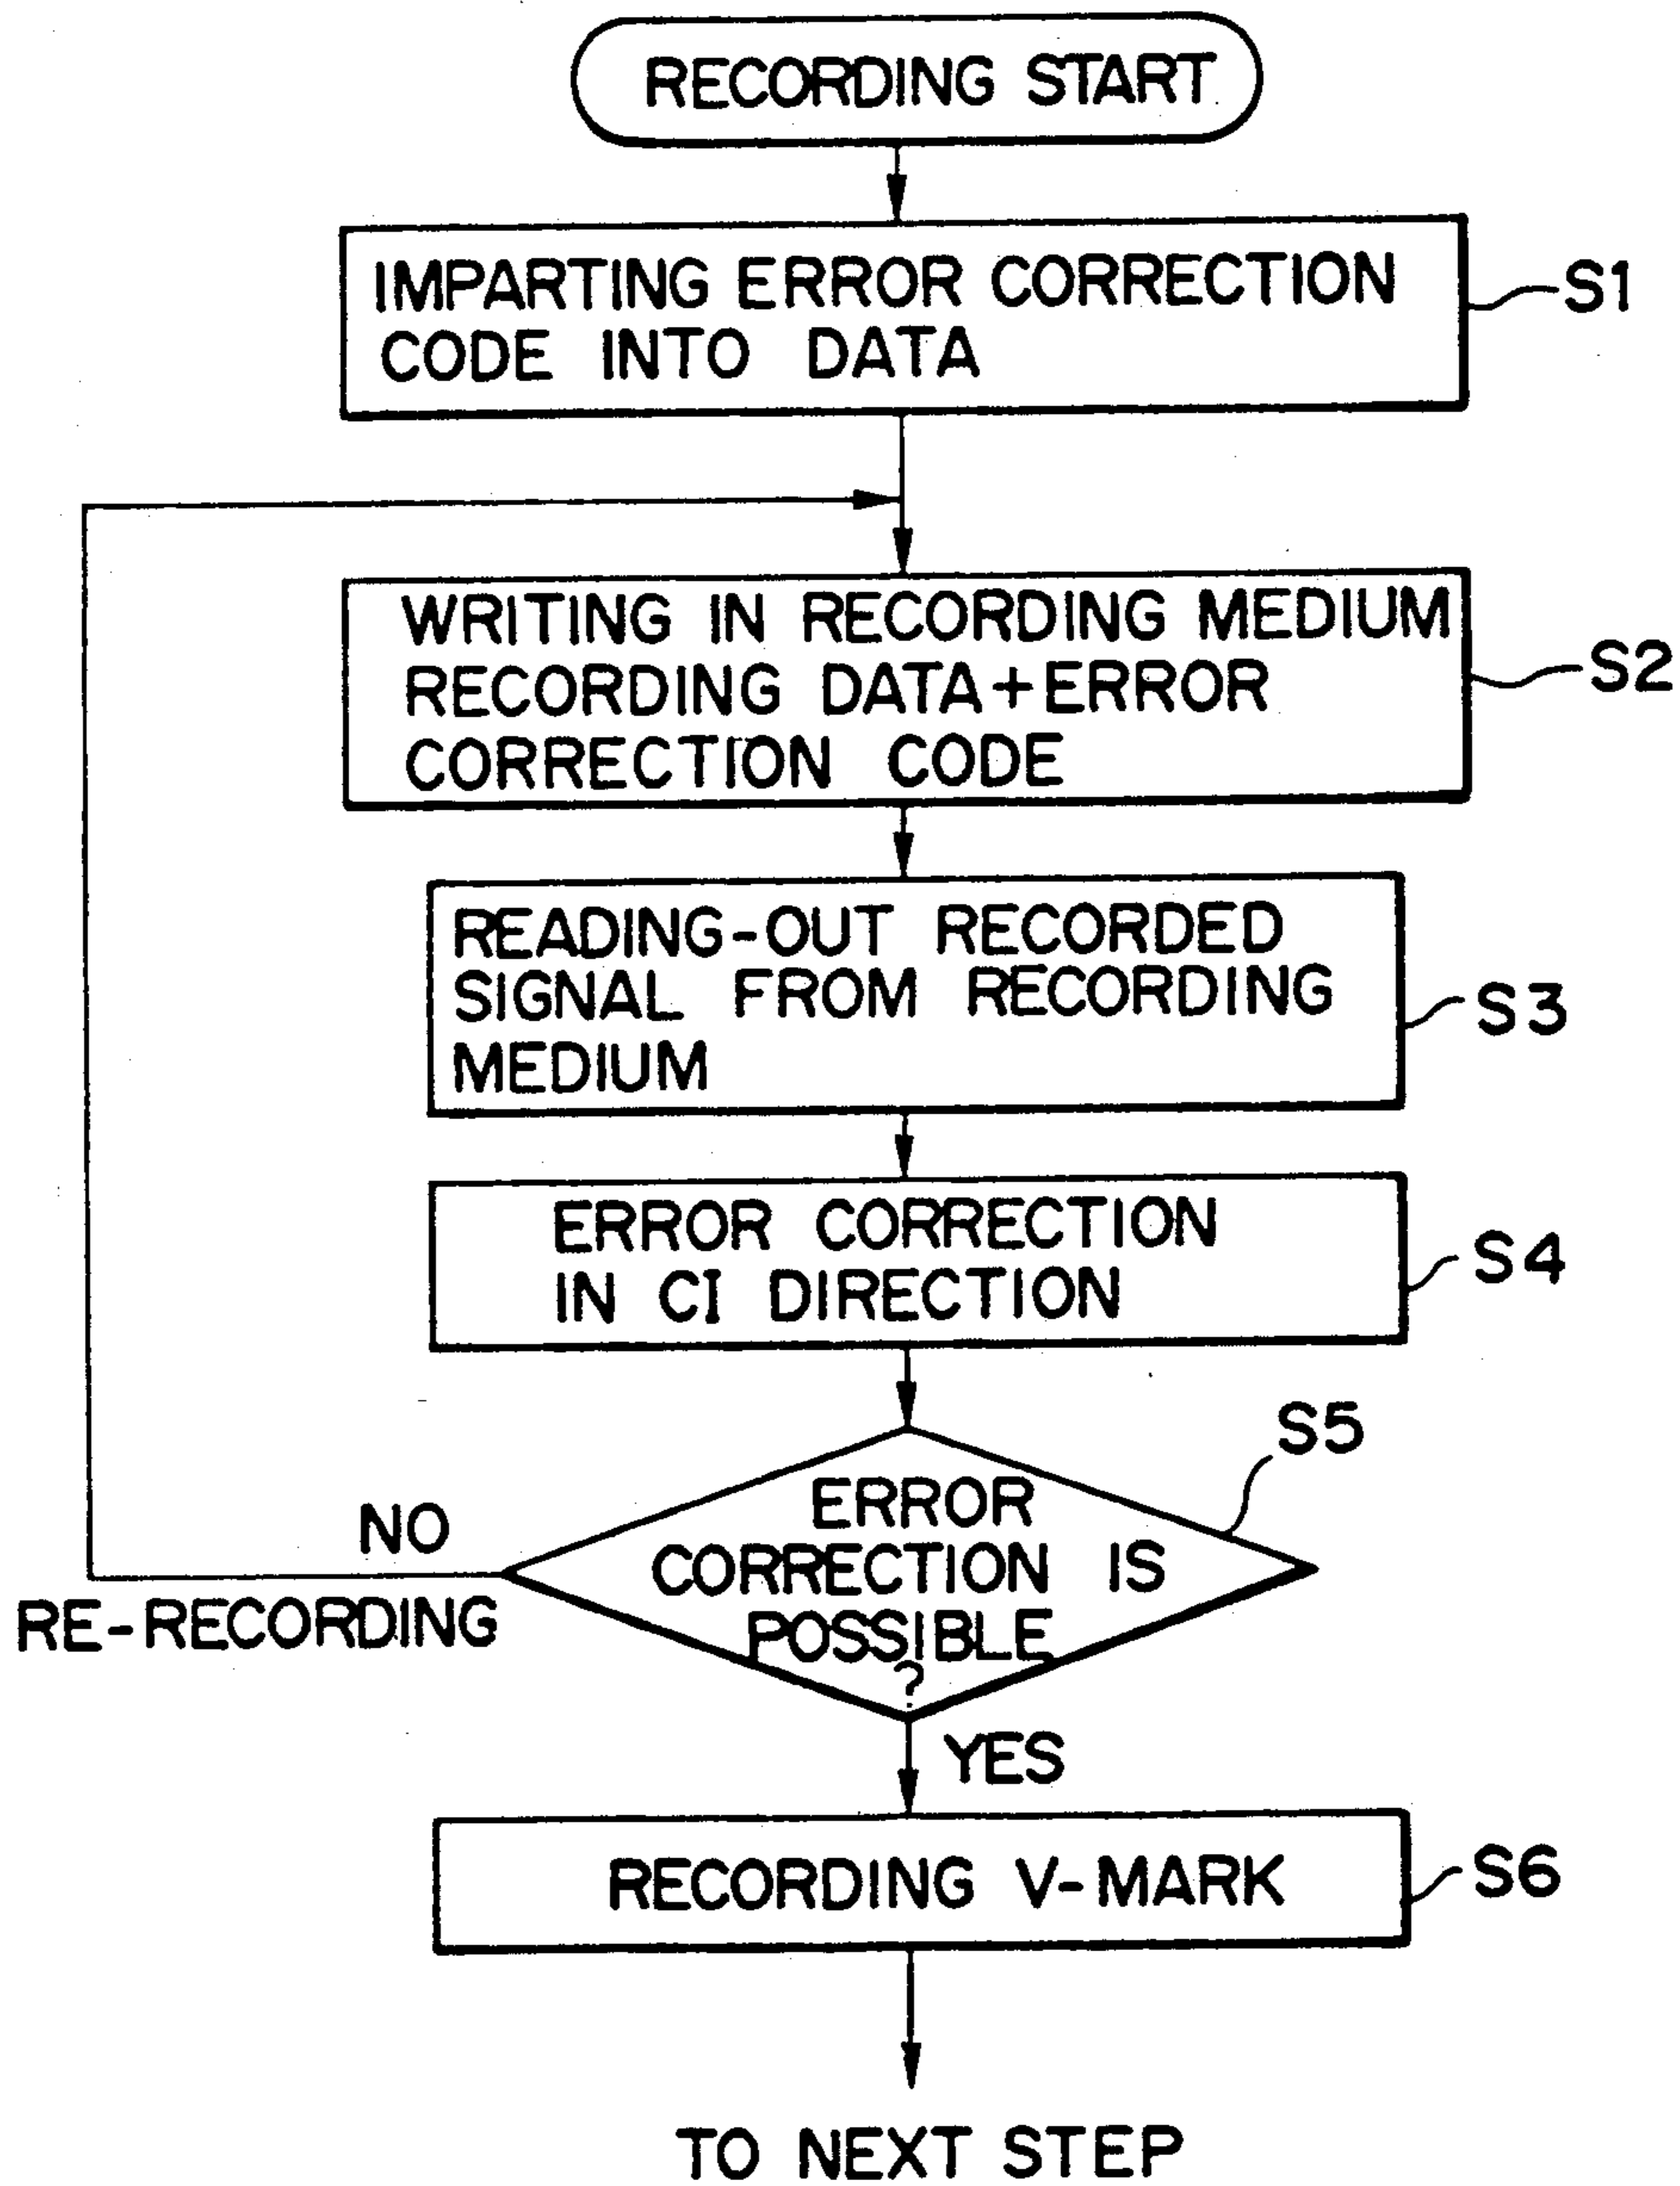 RECORDING START
IMPARTING ERROR CORRECTION
CODE INTO DATA
S1
WRITING IN RECORDING MEDIUM
RECORDING DATA+ERROR
CORRECTION CODE
S2
READING-OUT RECORDED
SIGNAL FROM RECORDING
MEDIUM
S3
ERROR CORRECTION
IN CI DIRECTION
S4
S5
ERROR
CORRECTION IS
POSSIBLE
?
NO
RE-RECORDING
YES
RECORDING V-MARK
S6
TO NEXT STEP